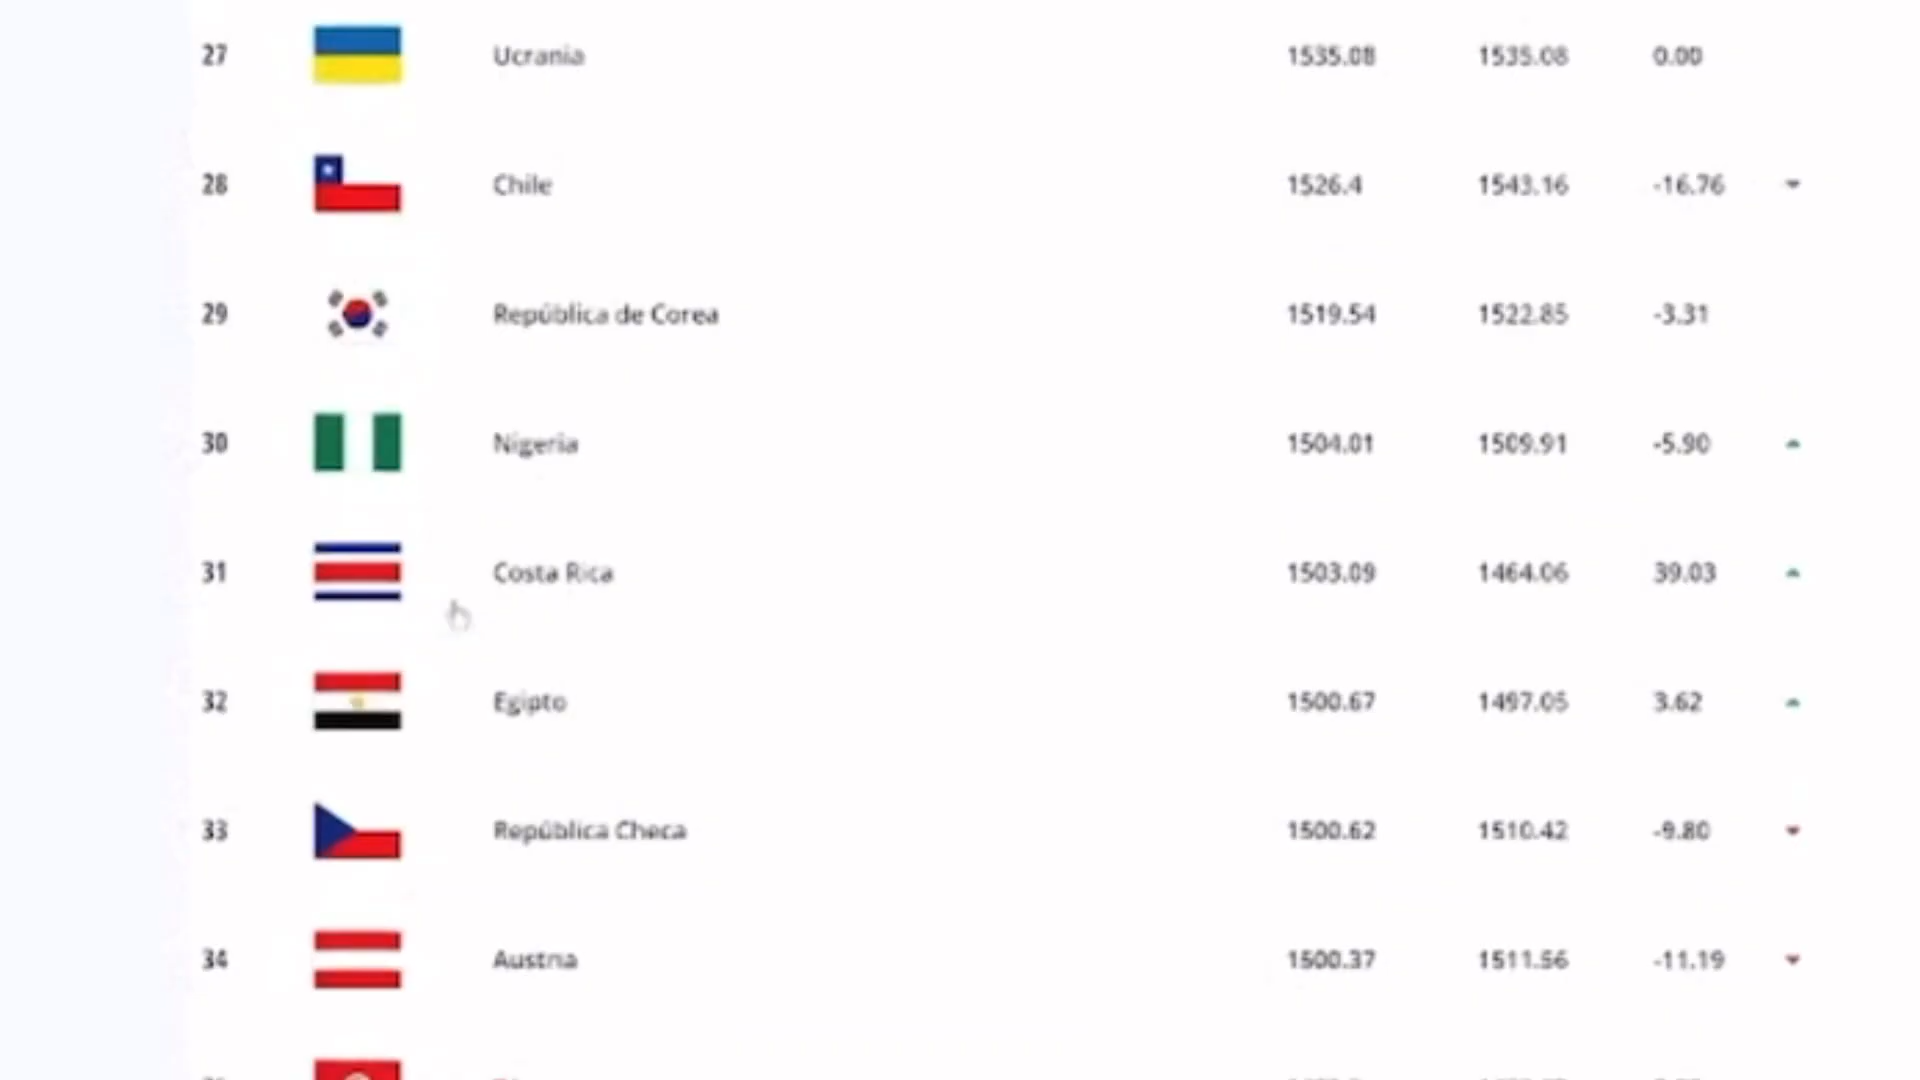 27 Ucrania 1535.08 1535.08 0.00
28 Chile 1526.4 1543.16 -16.76
29 República de Corea 1519.54 1522.85 -3.31
30 Nigeria 1504.01 1509.91 -5.90
31 Costa Rica 1503.09 1464.06 39.03
32 Egipto 1500.67 1497.05 3.62
33 República Checa 1500.62 1510.42 -9.80
34 Austria 1500.37 1511.56 -11.19